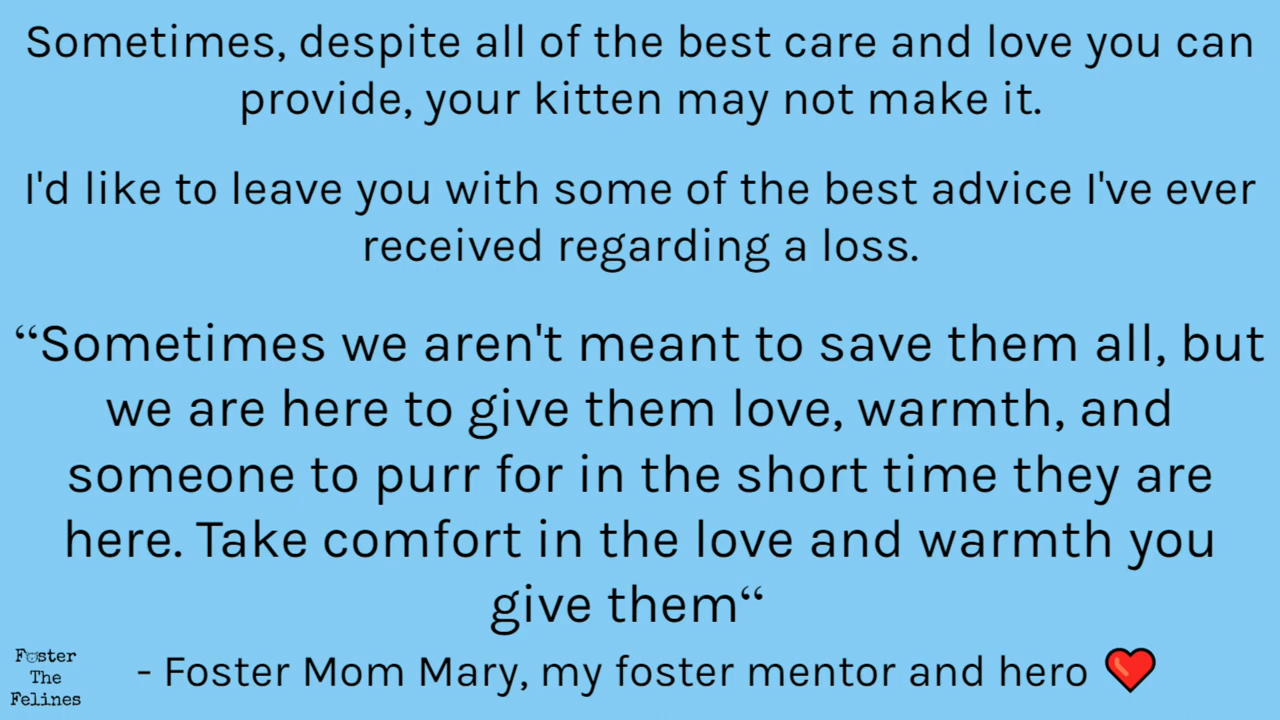 Sometimes, despite all of the best care and love you can
provide, your kitten may not make it.
I'd like to leave you with some of the best advice I've ever
received regarding a loss.
“Sometimes we aren't meant to save them all, but
we are here to give them love, warmth, and
someone to purr for in the short time they are
here. Take comfort in the love and warmth you
give them“
- Foster Mom Mary, my foster mentor and hero ❤️
Foster
The
Felines